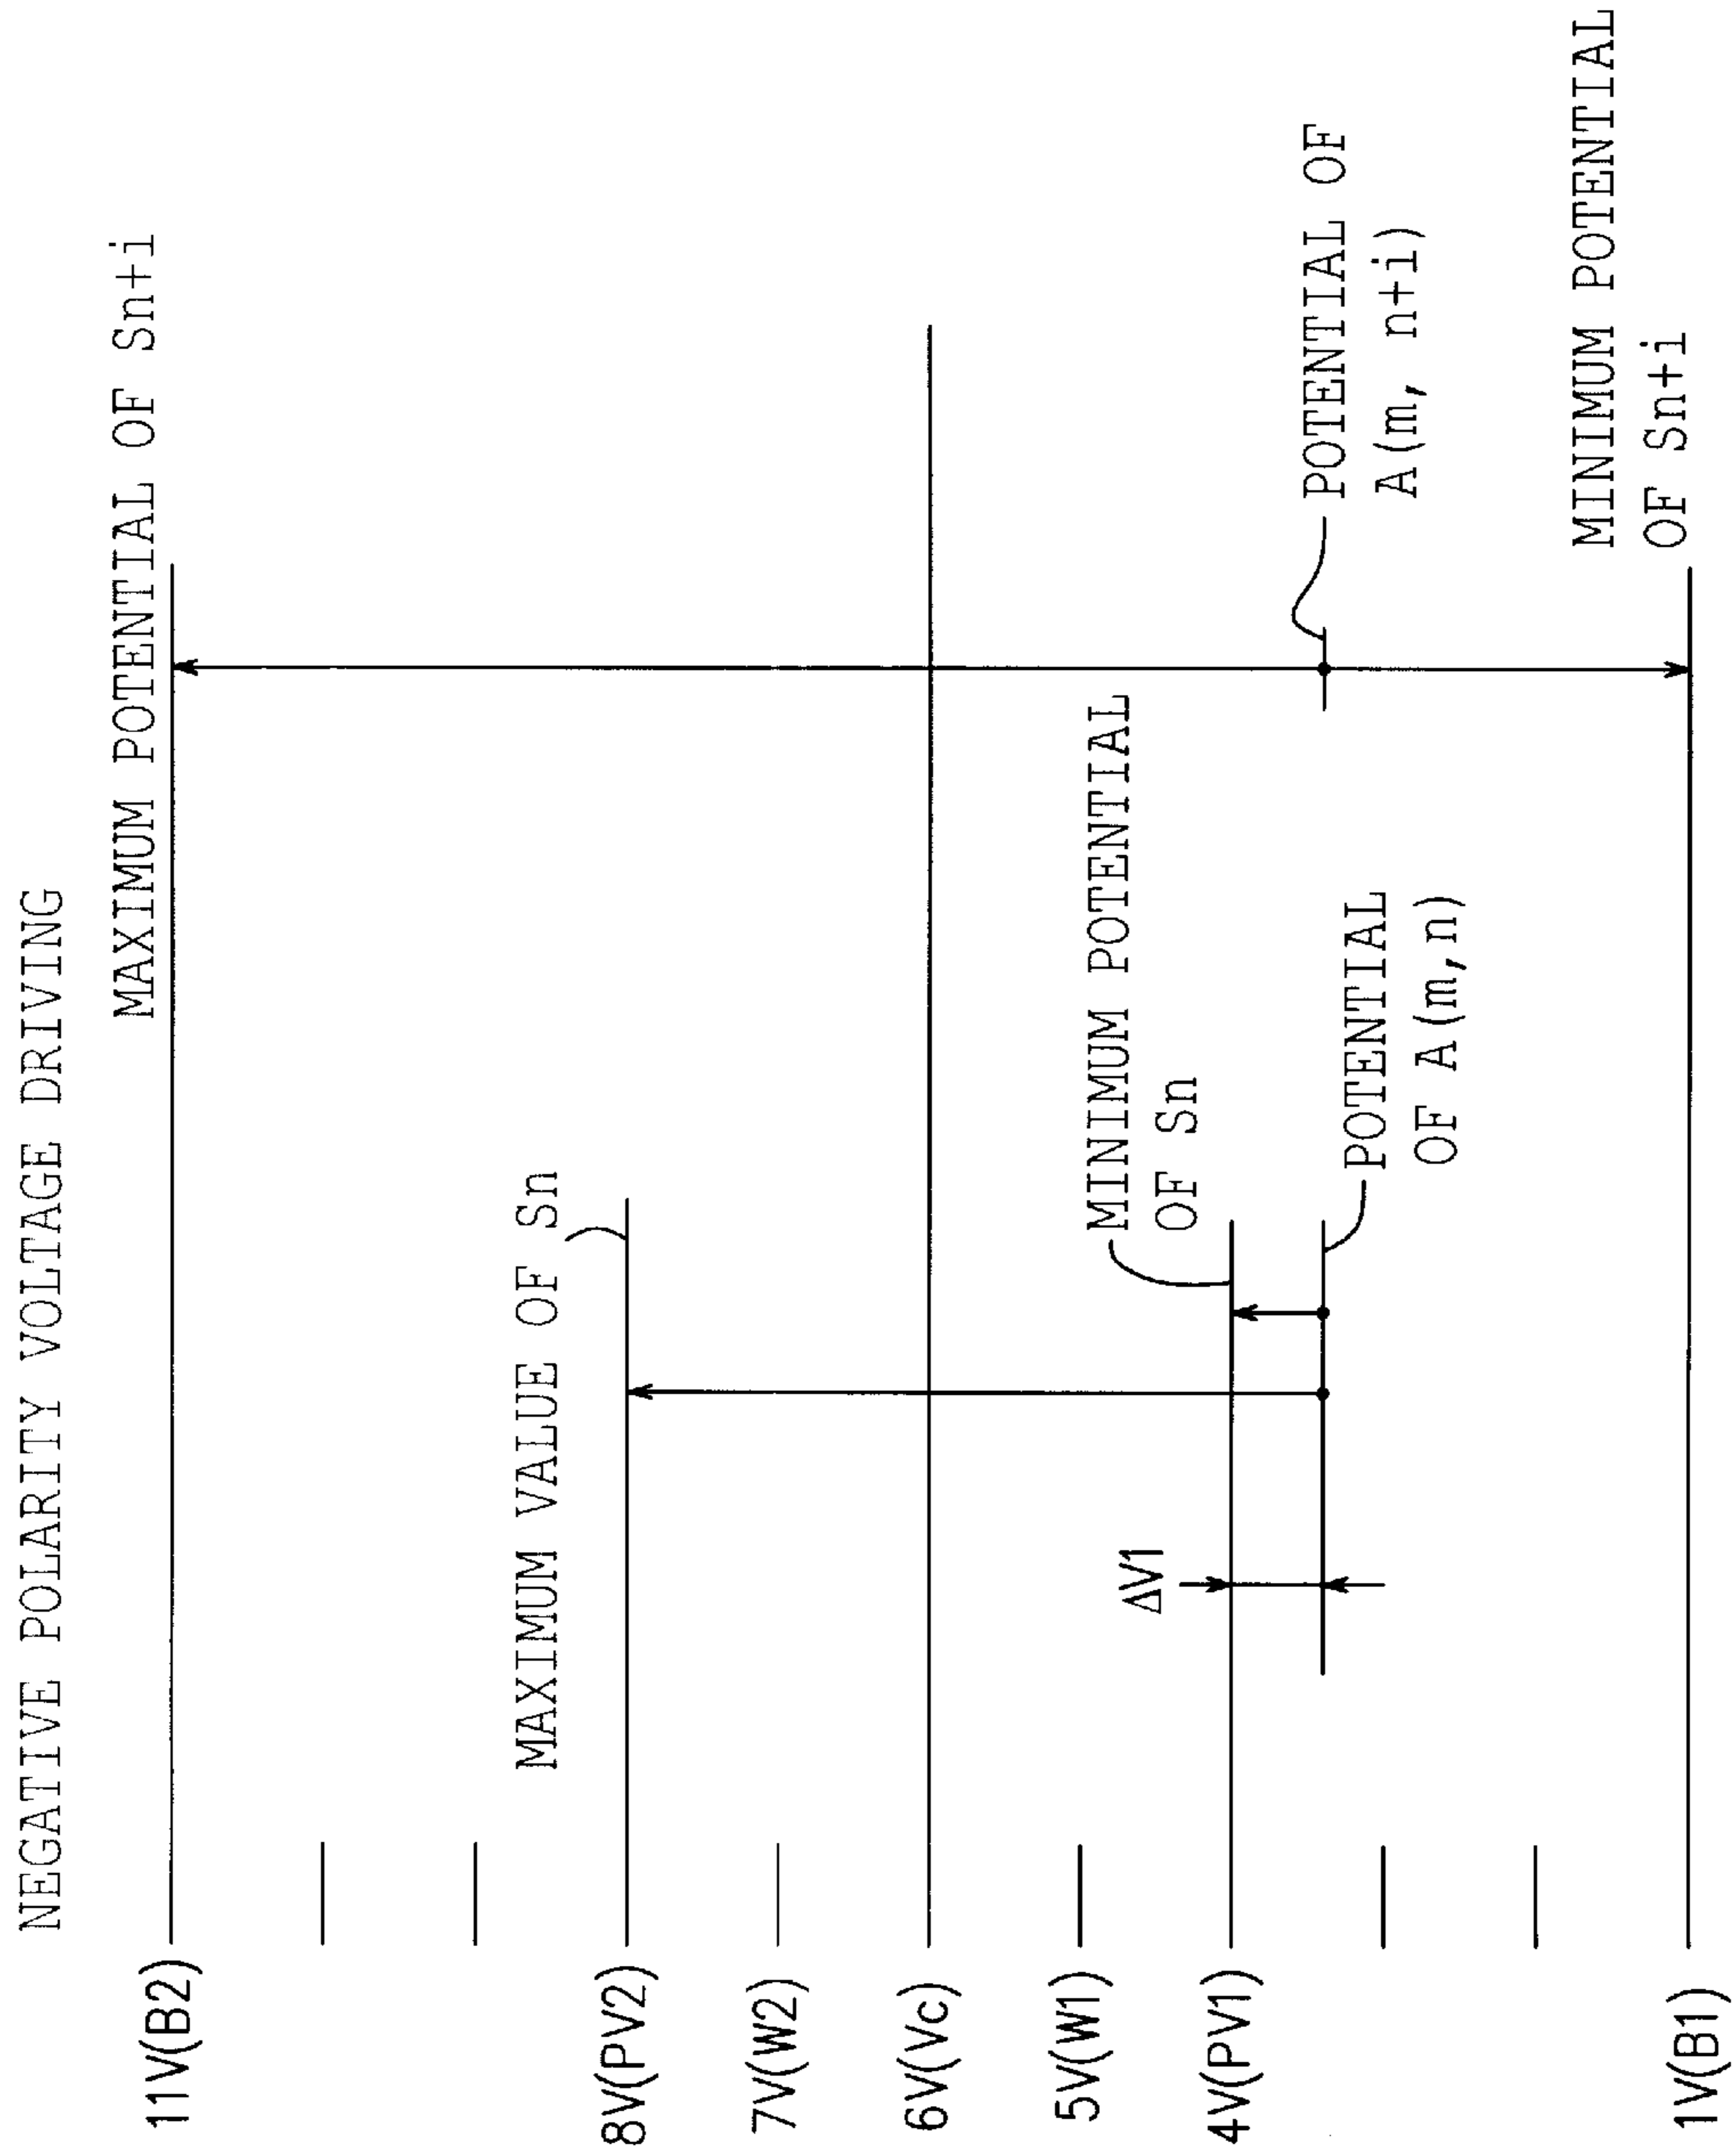 NEGATIVE POLARITY VOLTAGE DRIVING
MAXIMUM POTENTIAL OF Sn+i
11V(B2)
MAXIMUM VALUE OF Sn
8V(PV2)
7V(W2)
6V(Vc)
5V(W1)
MINIMUM POTENTIAL
OF Sn
ΔV1
4V(PV1)
POTENTIAL
OF A(m,n)
POTENTIAL OF
A(m, n+i)
MINIMUM POTENTIAL
OF Sn+i
1V(B1)